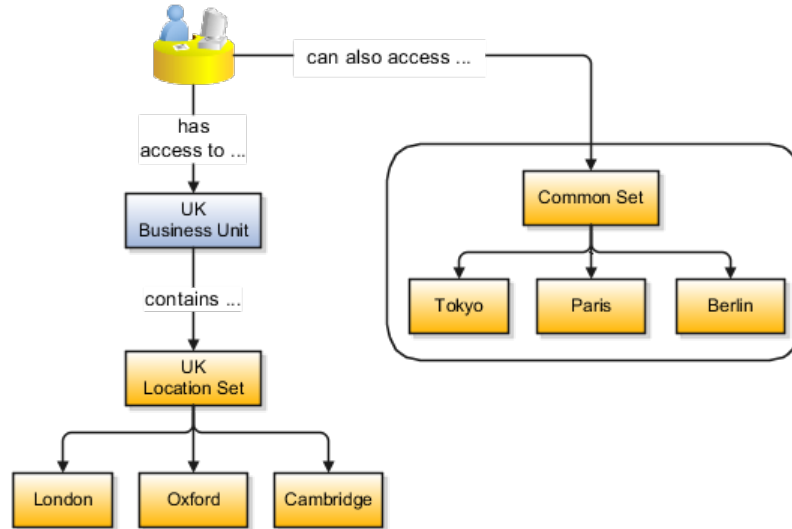 can also access ...
has
access to ...
UK
Business Unit
contains ...
UK
Location Set
London
Oxford
Cambridge
Common Set
Tokyo
Paris
Berlin